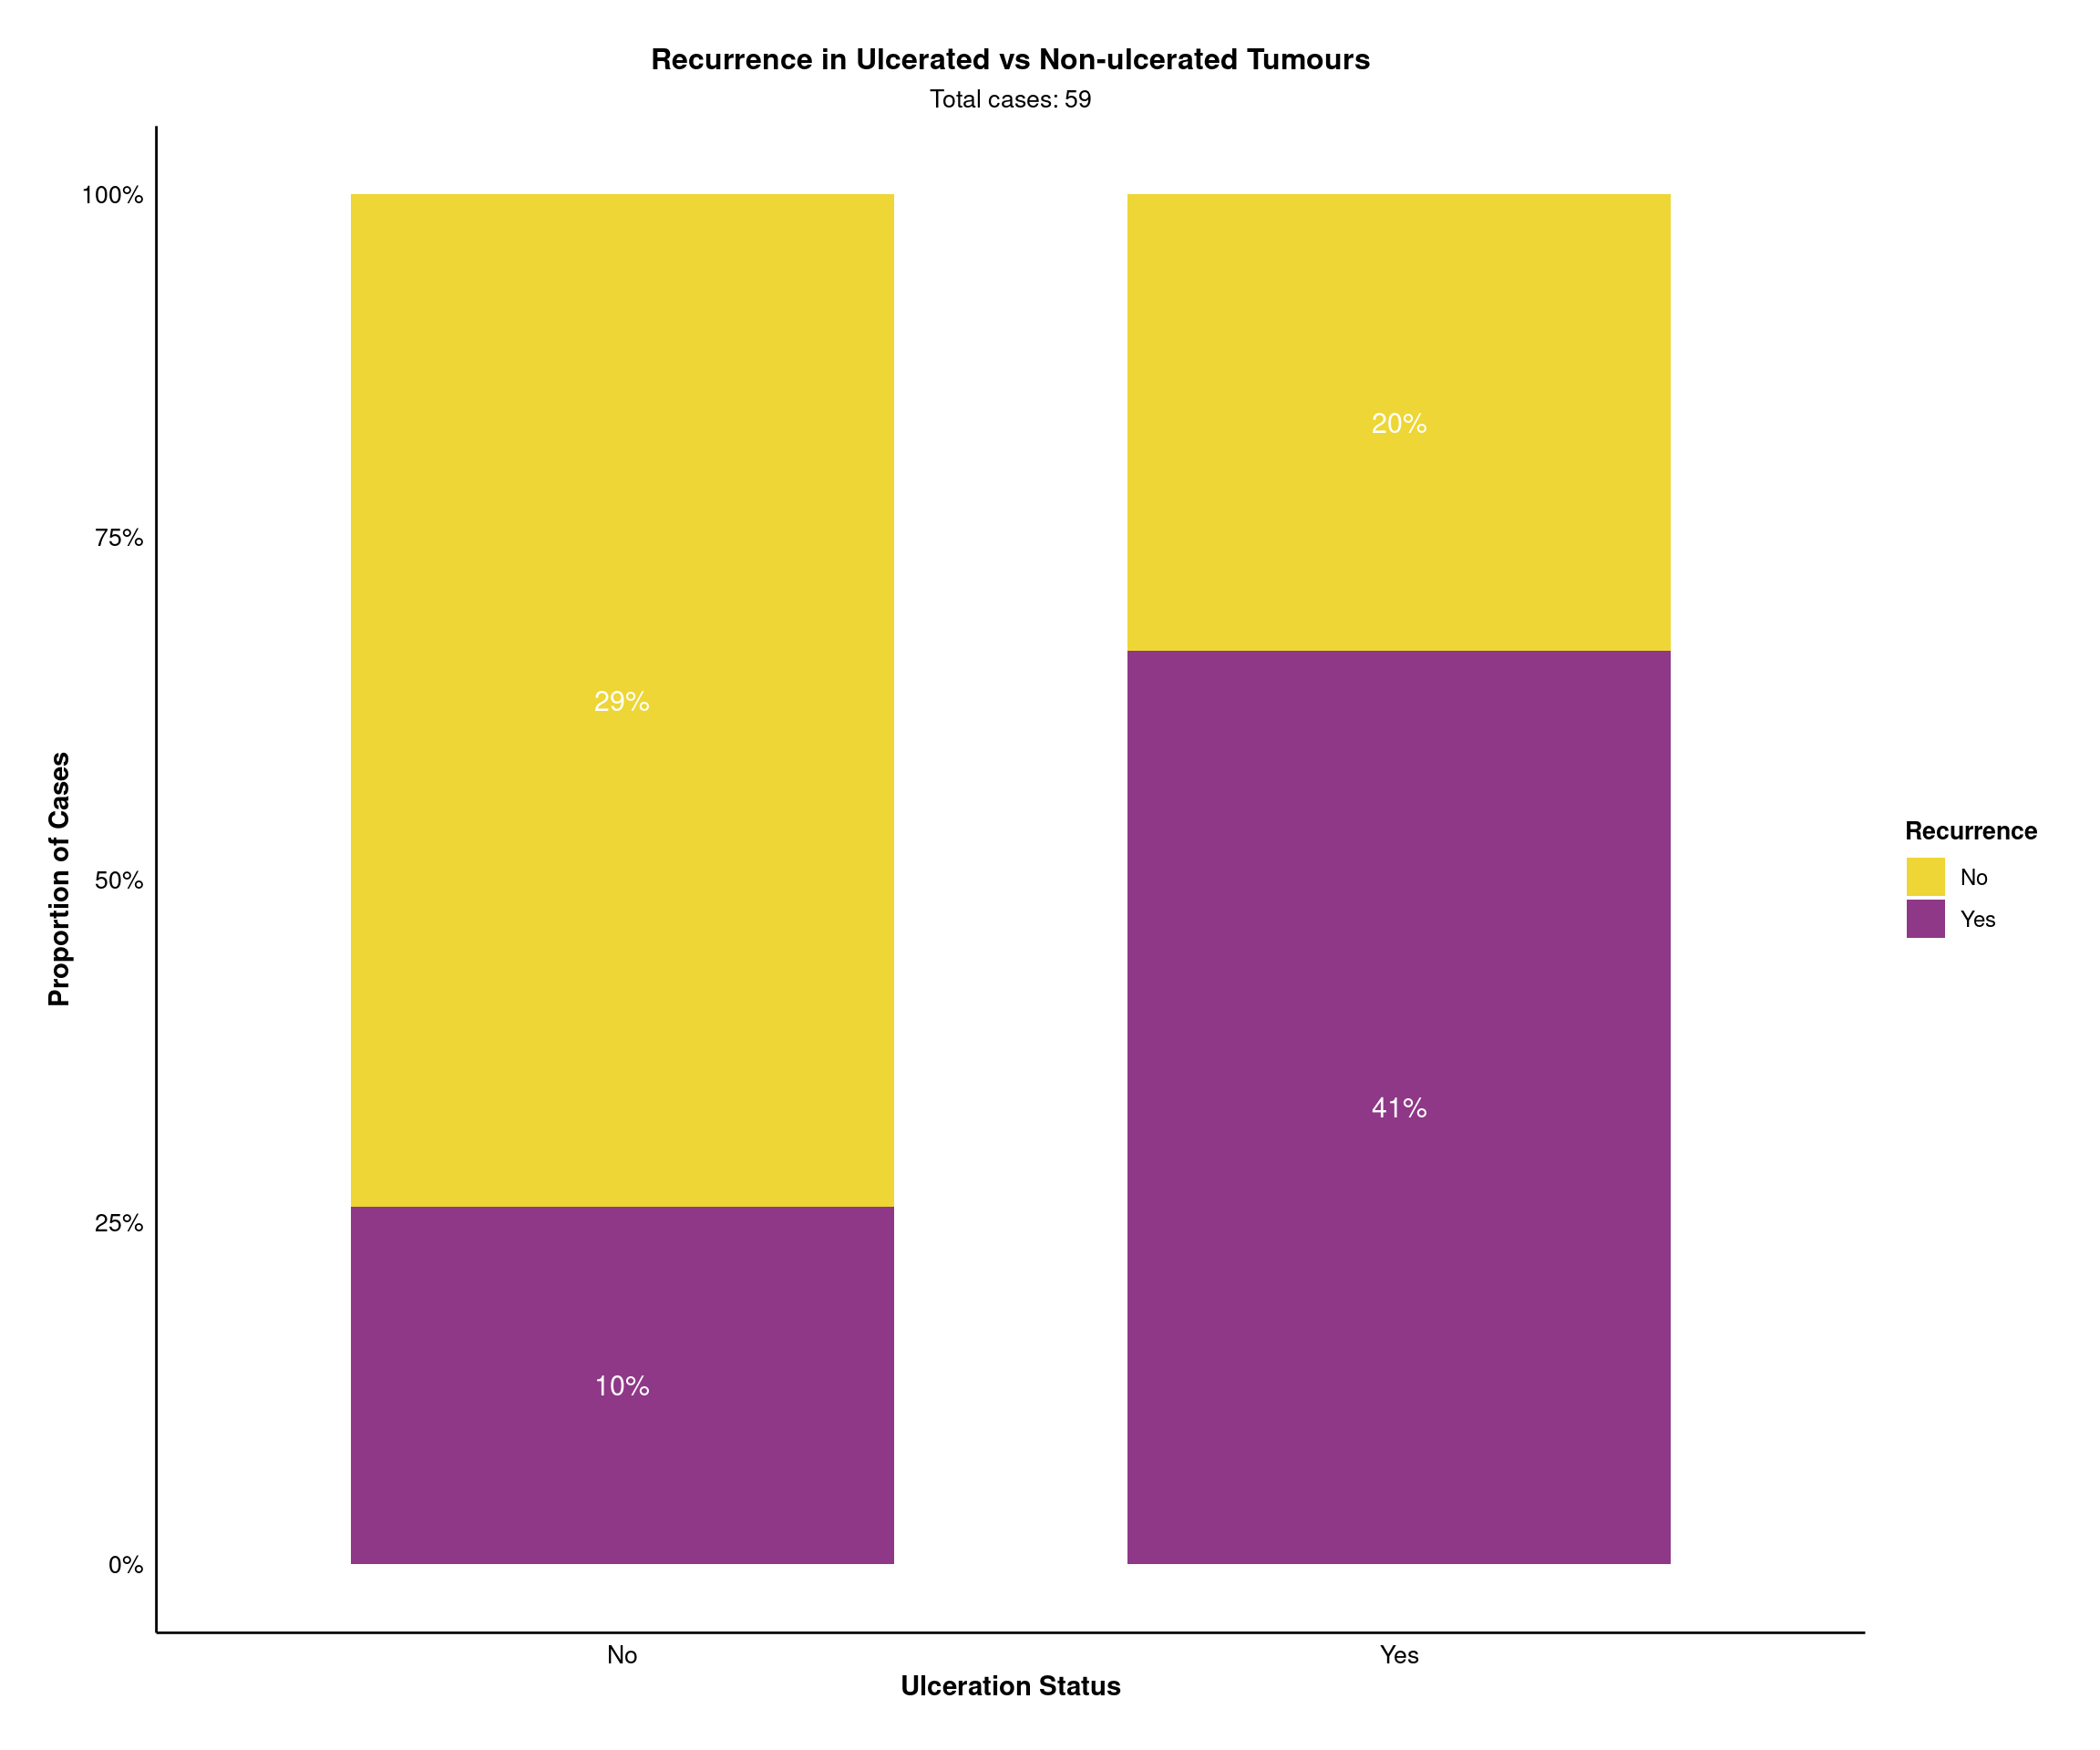 Recurrence in Ulcerated vs Non-ulcerated Tumours
Total cases: 59
Proportion of Cases
100%
75%
50%
25%
0%
29%
10%
20%
41%
No
Yes
Ulceration Status
Recurrence
No
Yes